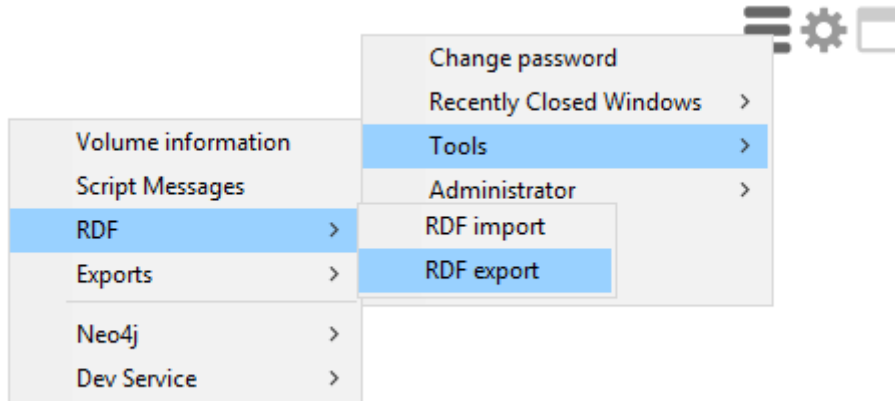 Change password
Recently Closed Windows
Tools
Administrator
Volume information
Script Messages
RDF
Exports
Neo4j
Dev Service
RDF import
RDF export